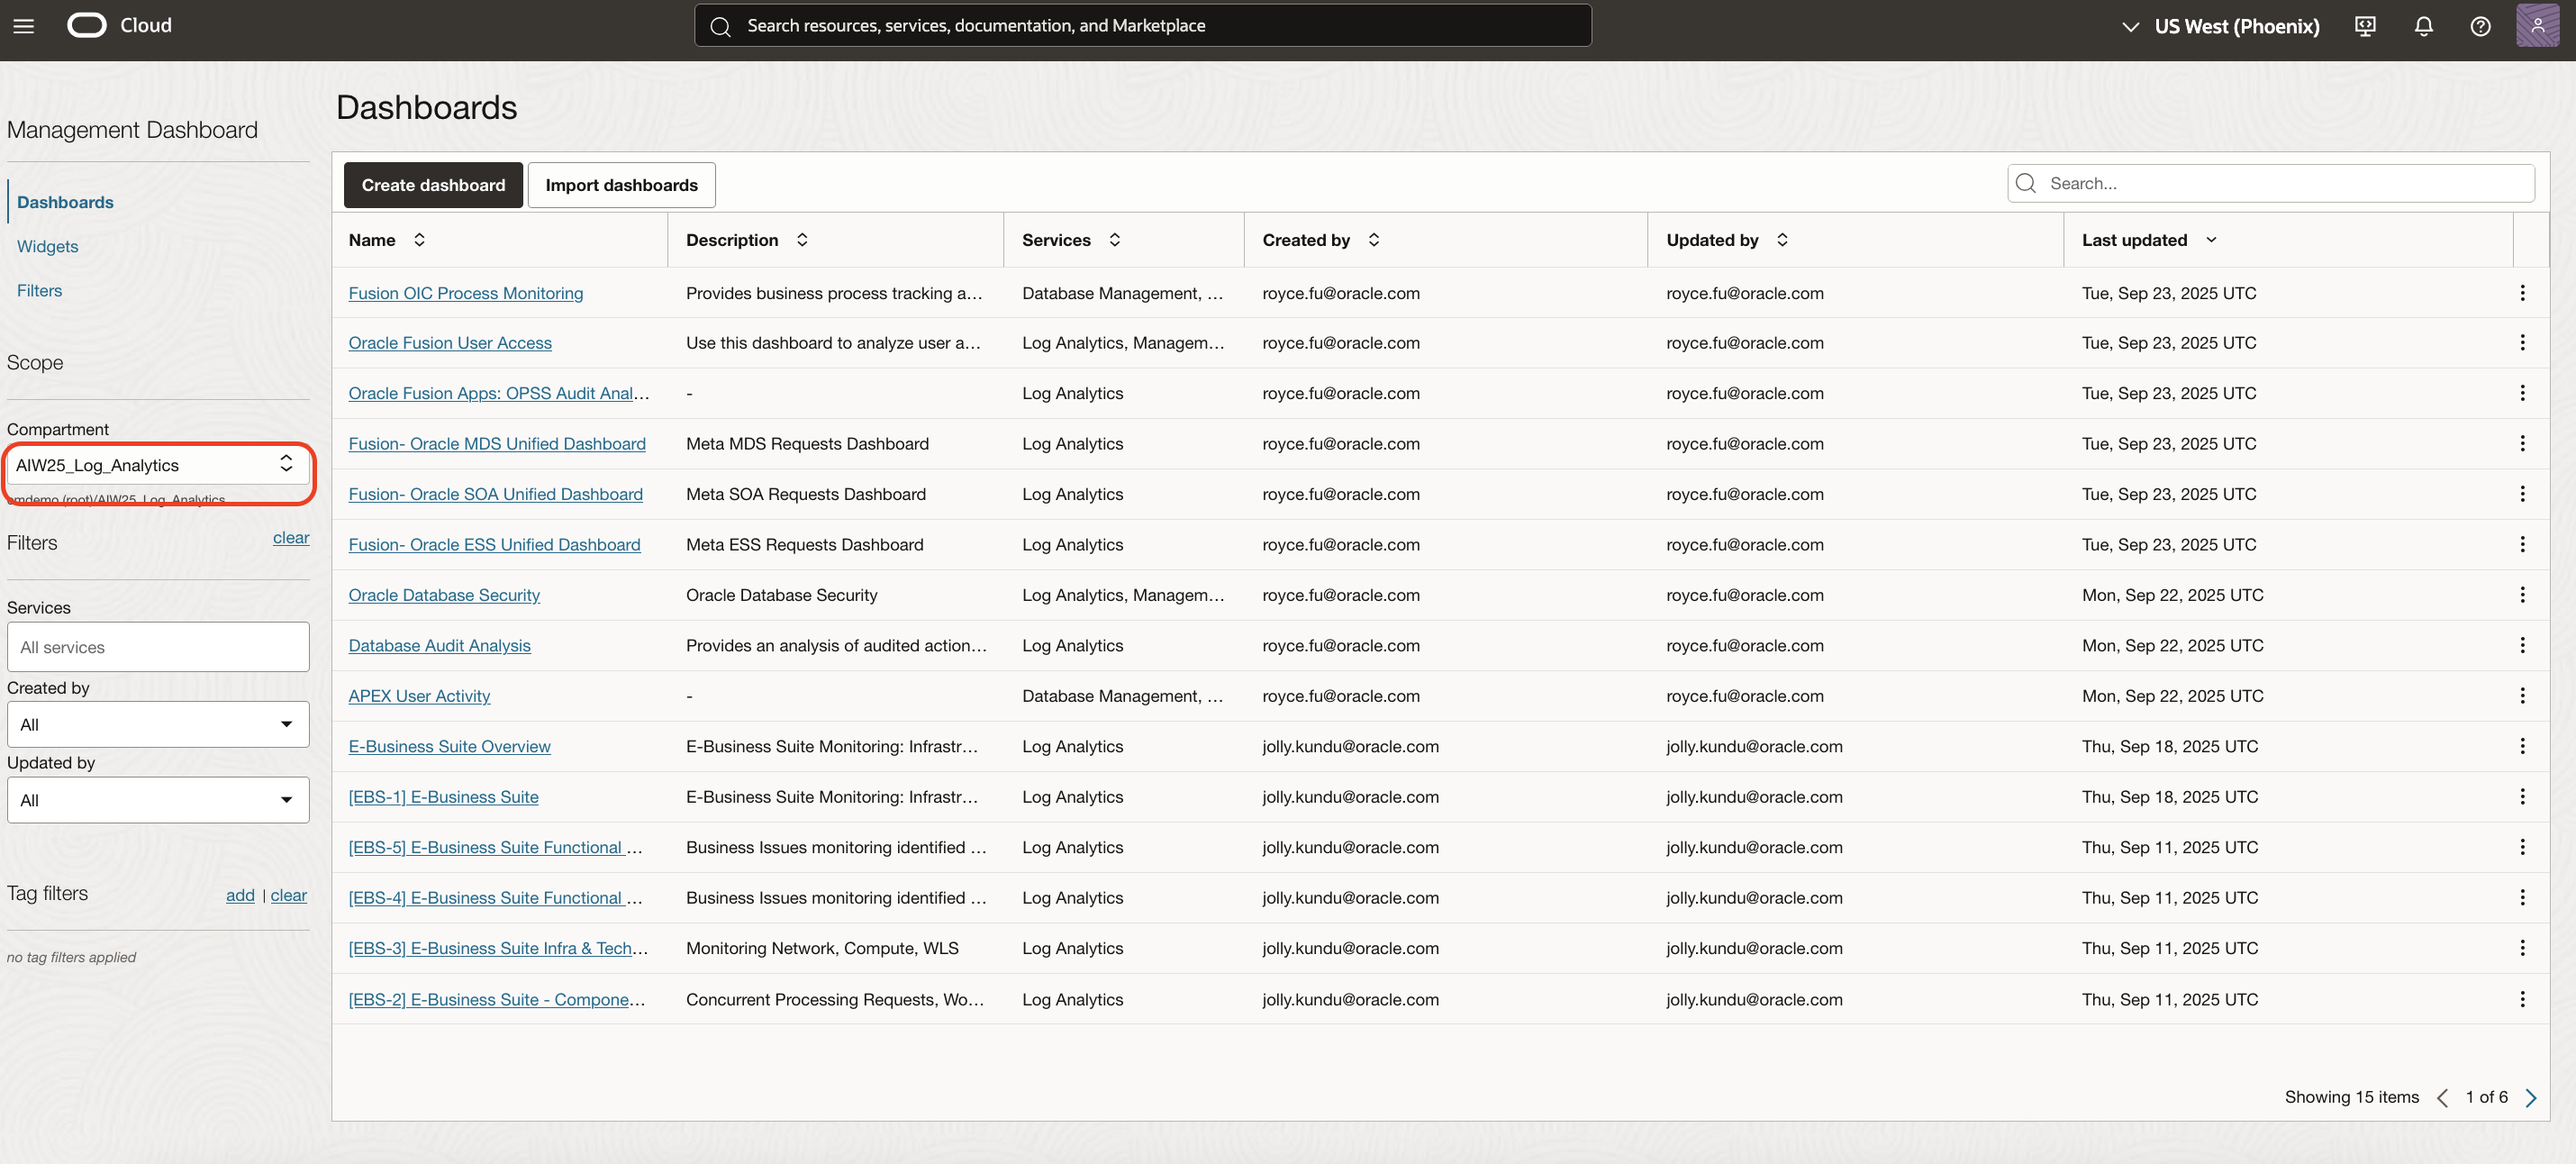 Cloud
Search resources, services, documentation, and Marketplace
US West (Phoenix)
Management Dashboard
Dashboards
Widgets
Filters
Scope
Compartment
AIW25_Log_Analytics
emdemo (root)/AIW25_Log_Analytics
Filters clear
Services
All services
Created by
All
Updated by
All
Tag filters add | clear
no tag filters applied
Dashboards
Create dashboard Import dashboards Search...
Name Description Services Created by Updated by Last updated
Fusion OIC Process Monitoring Provides business process tracking a... Database Management, ... royce.fu@oracle.com royce.fu@oracle.com Tue, Sep 23, 2025 UTC
Oracle Fusion User Access Use this dashboard to analyze user a... Log Analytics, Managem... royce.fu@oracle.com royce.fu@oracle.com Tue, Sep 23, 2025 UTC
Oracle Fusion Apps: OPSS Audit Anal... - Log Analytics royce.fu@oracle.com royce.fu@oracle.com Tue, Sep 23, 2025 UTC
Fusion- Oracle MDS Unified Dashboard Meta MDS Requests Dashboard Log Analytics royce.fu@oracle.com royce.fu@oracle.com Tue, Sep 23, 2025 UTC
Fusion- Oracle SOA Unified Dashboard Meta SOA Requests Dashboard Log Analytics royce.fu@oracle.com royce.fu@oracle.com Tue, Sep 23, 2025 UTC
Fusion- Oracle ESS Unified Dashboard Meta ESS Requests Dashboard Log Analytics royce.fu@oracle.com royce.fu@oracle.com Tue, Sep 23, 2025 UTC
Oracle Database Security Oracle Database Security Log Analytics, Managem... royce.fu@oracle.com royce.fu@oracle.com Mon, Sep 22, 2025 UTC
Database Audit Analysis Provides an analysis of audited action... Log Analytics royce.fu@oracle.com royce.fu@oracle.com Mon, Sep 22, 2025 UTC
APEX User Activity - Database Management, ... royce.fu@oracle.com royce.fu@oracle.com Mon, Sep 22, 2025 UTC
E-Business Suite Overview E-Business Suite Monitoring: Infrastr... Log Analytics jolly.kundu@oracle.com jolly.kundu@oracle.com Thu, Sep 18, 2025 UTC
[EBS-1] E-Business Suite E-Business Suite Monitoring: Infrastr... Log Analytics jolly.kundu@oracle.com jolly.kundu@oracle.com Thu, Sep 18, 2025 UTC
[EBS-5] E-Business Suite Functional ... Business Issues monitoring identified ... Log Analytics jolly.kundu@oracle.com jolly.kundu@oracle.com Thu, Sep 11, 2025 UTC
[EBS-4] E-Business Suite Functional ... Business Issues monitoring identified ... Log Analytics jolly.kundu@oracle.com jolly.kundu@oracle.com Thu, Sep 11, 2025 UTC
[EBS-3] E-Business Suite Infra & Tech... Monitoring Network, Compute, WLS Log Analytics jolly.kundu@oracle.com jolly.kundu@oracle.com Thu, Sep 11, 2025 UTC
[EBS-2] E-Business Suite - Compone... Concurrent Processing Requests, Wo... Log Analytics jolly.kundu@oracle.com jolly.kundu@oracle.com Thu, Sep 11, 2025 UTC
Showing 15 items 1 of 6